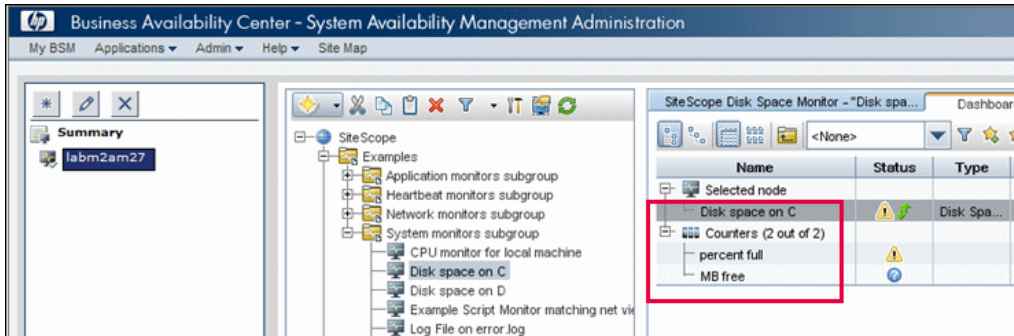 hp Business Availability Center - System Availability Management Administration
My BSM Applications Admin Help Site Map
Summary
labm2am27
SiteScope
Examples
Application monitors subgroup
Heartbeat monitors subgroup
Network monitors subgroup
System monitors subgroup
CPU monitor for local machine
Disk space on C
Disk space on D
Example Script Monitor matching net vie
Log File on error.log
SiteScope Disk Space Monitor - "Disk spa... Dashboar
<None>
Name Status Type
Selected node
Disk space on C Disk Spa...
Counters (2 out of 2)
percent full
MB free